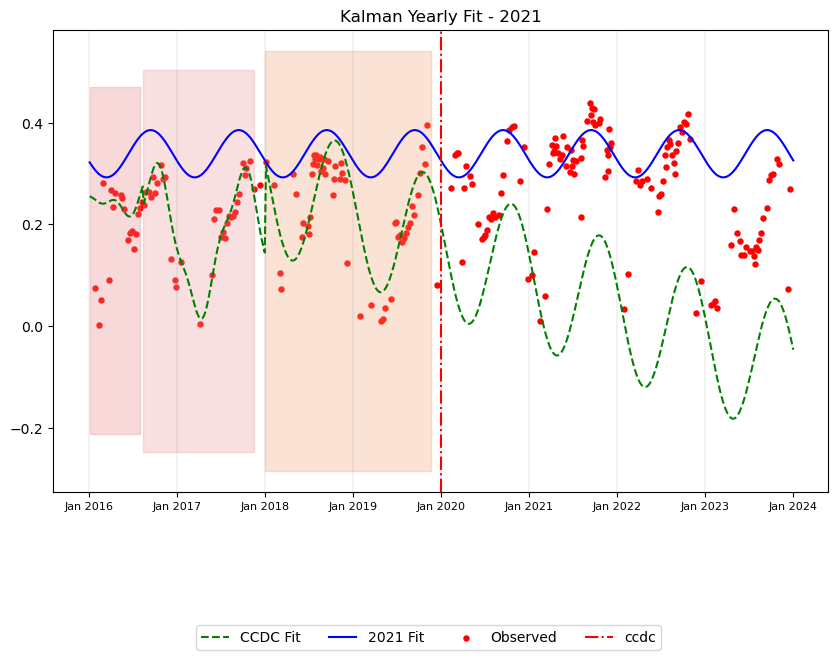 Kalman Yearly Fit - 2021
0.4
0.2
0.0
−0.2
Jan 2016 Jan 2017 Jan 2018 Jan 2019 Jan 2020 Jan 2021 Jan 2022 Jan 2023 Jan 2024
CCDC Fit 2021 Fit Observed ccdc